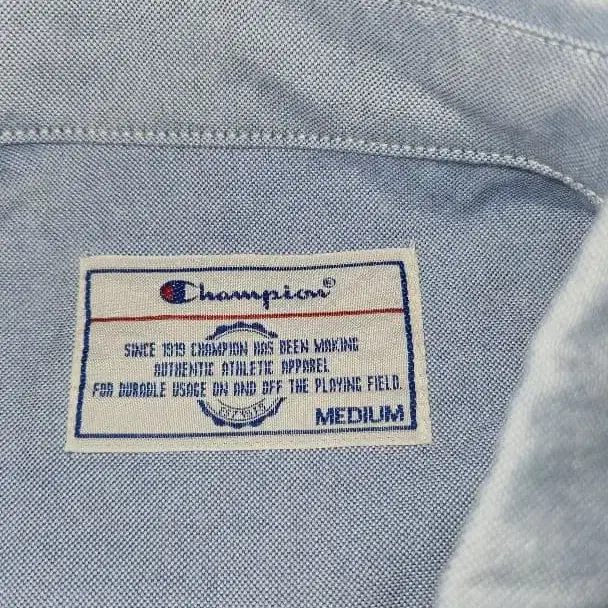 Champion®
SINCE 1919 CHAMPION HAS BEEN MAKING
AUTHENTIC ATHLETIC APPAREL
FOR DURABLE USAGE ON AND OFF THE PLAYING FIELD.
MEDIUM